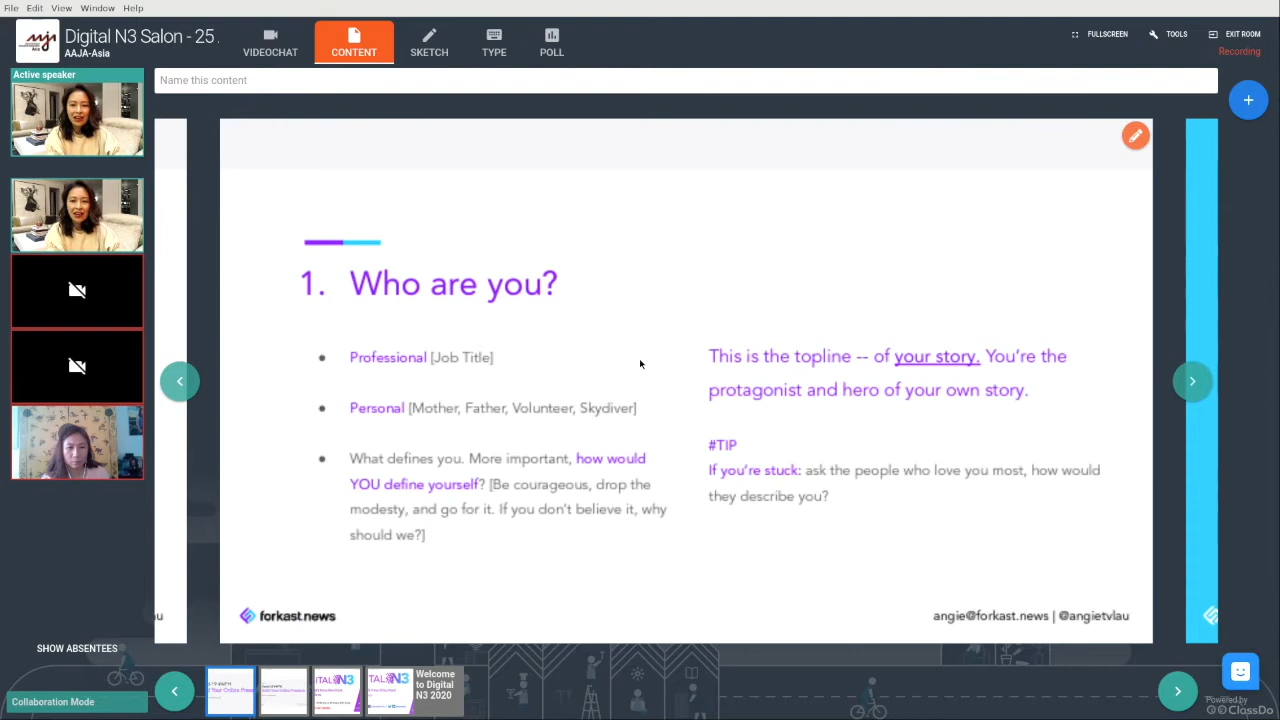 File Edit View Window Help
Digital N3 Salon - 25 .
AAJA-Asia
VIDEOCHAT
CONTENT
SKETCH
TYPE
POLL
FULLSCREEN
TOOLS
EXIT ROOM
Recording
Active speaker
Name this content
1. Who are you?
Professional [Job Title]
Personal [Mother, Father, Volunteer, Skydiver]
What defines you. More important, how would
YOU define yourself? [Be courageous, drop the
modesty, and go for it. If you don't believe it, why
should we?]
This is the topline -- of your story. You're the
protagonist and hero of your own story.
#TIP
If you're stuck: ask the people who love you most, how would
they describe you?
forkast.news
angie@forkast.news | @angietvlau
SHOW ABSENTEES
Collaboration Mode
Welcome
to Digital
N3 2020
Powered by
ClassDo